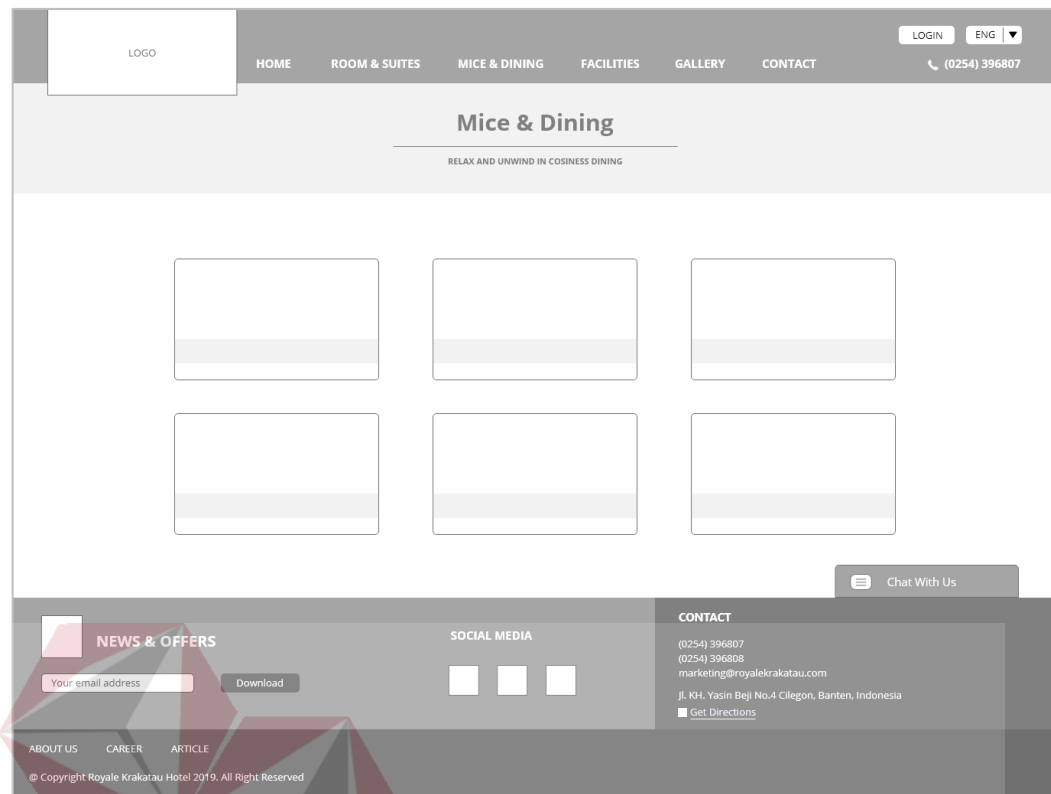 LOGO
LOGIN
ENG
HOME ROOM & SUITES MICE & DINING FACILITIES GALLERY CONTACT
(0254) 396807
Mice & Dining
RELAX AND UNWIND IN COSINESS DINING
Chat With Us
NEWS & OFFERS
Your email address
Download
SOCIAL MEDIA
CONTACT
(0254) 396807
(0254) 396808
marketing@royalekrakatau.com
Jl. KH. Yasin Beji No.4 Cilegon, Banten, Indonesia
Get Directions
ABOUT US CAREER ARTICLE
@ Copyright Royale Krakatau Hotel 2019. All Right Reserved